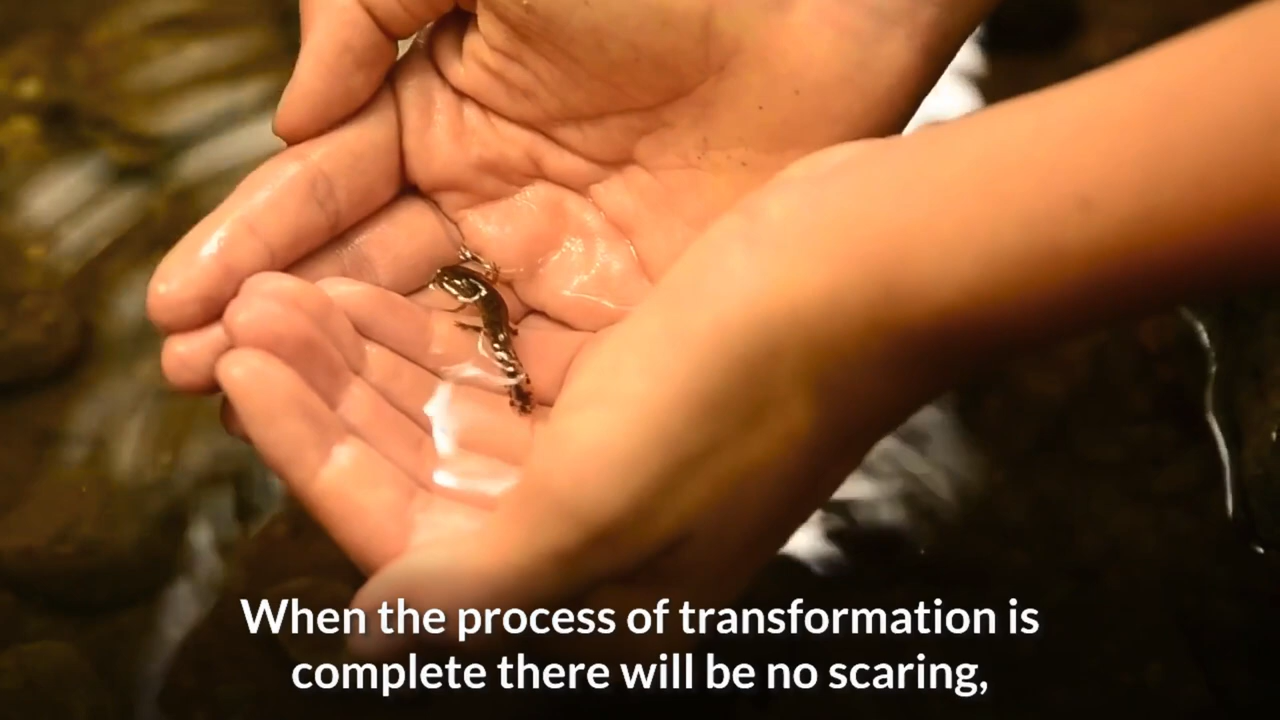 When the process of transformation is
complete there will be no scaring,